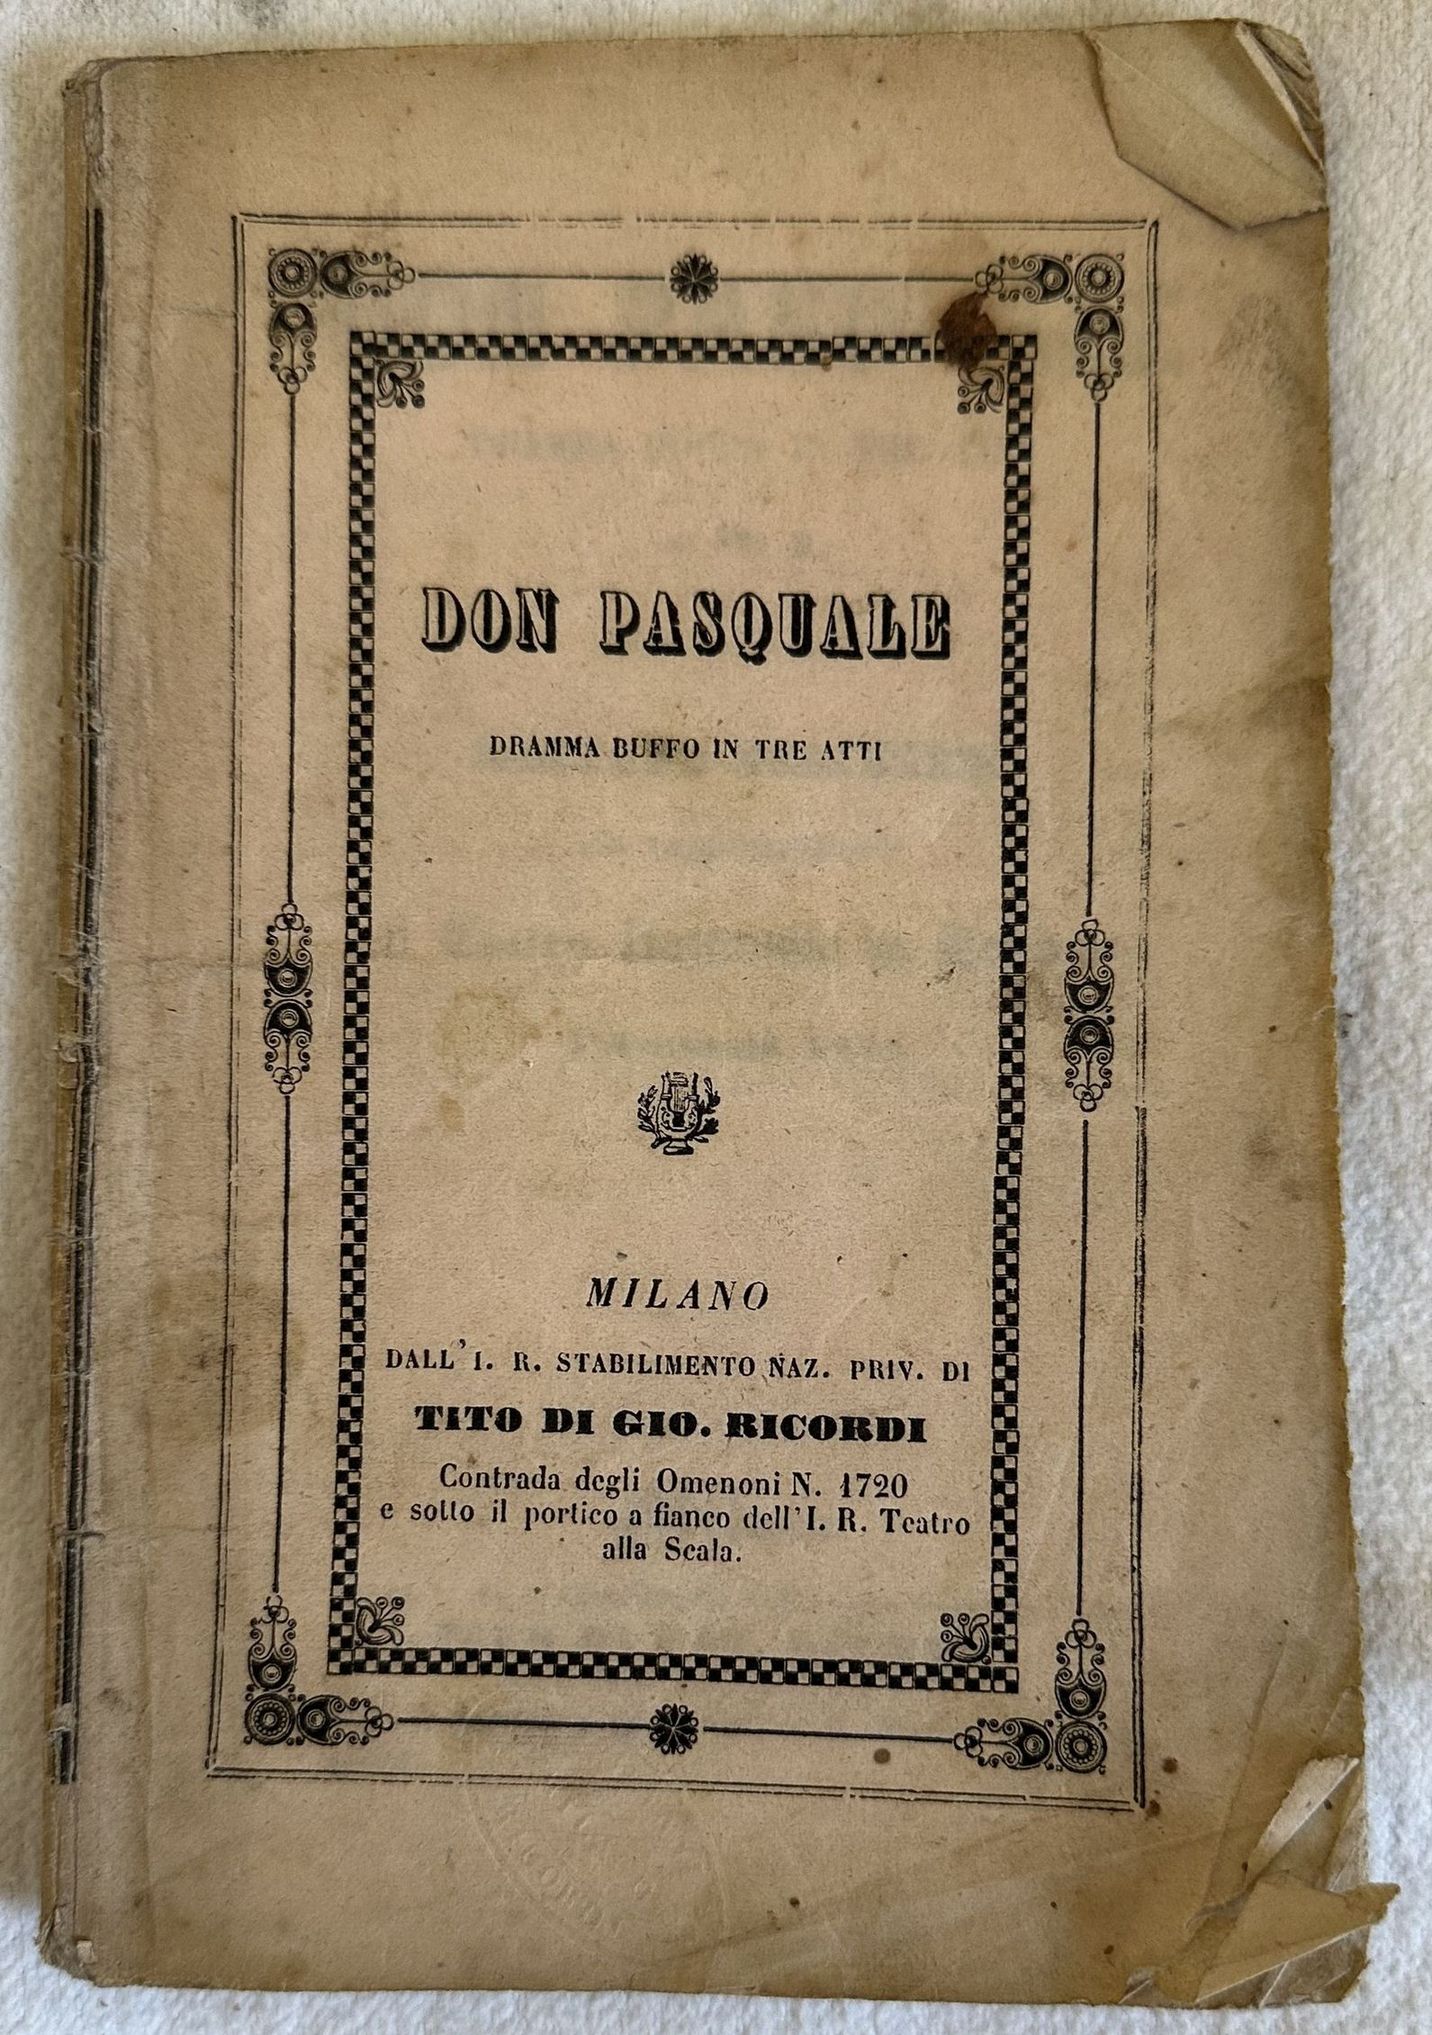 DON PASQUALE
DRAMMA BUFFO IN TRE ATTI
MILANO
DALL' I. R. STABILIMENTO NAZ. PRIV. DI
TITO DI GIO. RICORDI
Contrada degli Omenoni N. 1720
e sotto il portico a fianco dell' I. R. Teatro
alla Scala.